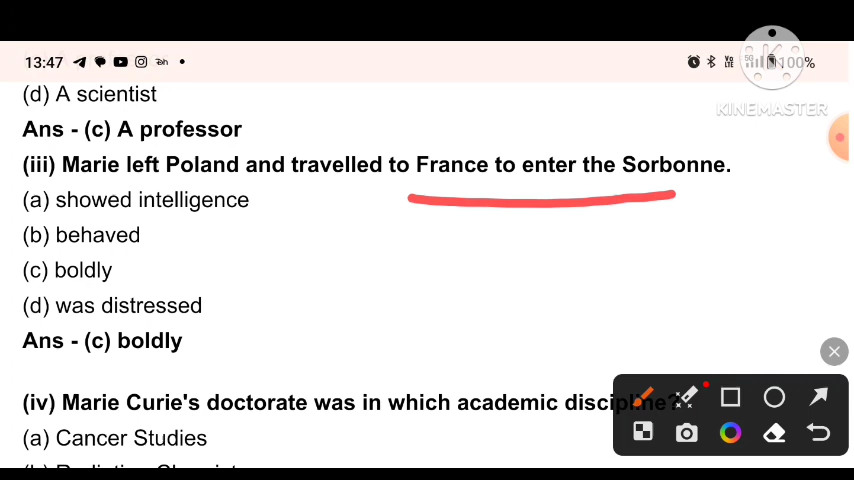 13:47 100%
KINEMASTER
(d) A scientist
Ans - (c) A professor
(iii) Marie left Poland and travelled to France to enter the Sorbonne.
(a) showed intelligence
(b) behaved
(c) boldly
(d) was distressed
Ans - (c) boldly
(iv) Marie Curie's doctorate was in which academic discipline?
(a) Cancer Studies